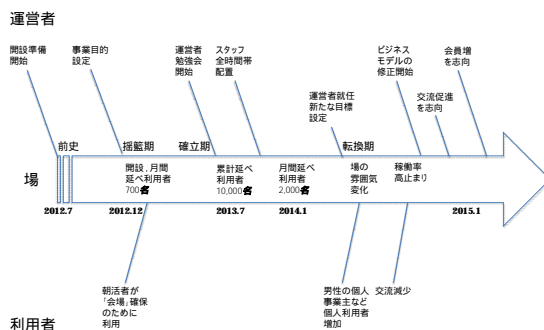 運営者
開設準備
開始
事業目的
設定
運営者
勉強会
開始
スタッフ
全時間帯
配置
運営者就任
新たな目標
設定
ビジネス
モデルの
修正開始
交流促進
を志向
会員増
を志向
前史
揺籃期
確立期
転換期
場
開設、月間
延べ利用者
700名
累計延べ
利用者
10,000名
月間延べ
利用者
2,000名
場の
雰囲気
変化
稼働率
高止まり
2012.7
2012.12
2013.7
2014.1
2015.1
朝活者が
「会場」確保
のために
利用
男性の個人
事業主など
個人利用者
増加
交流減少
利用者